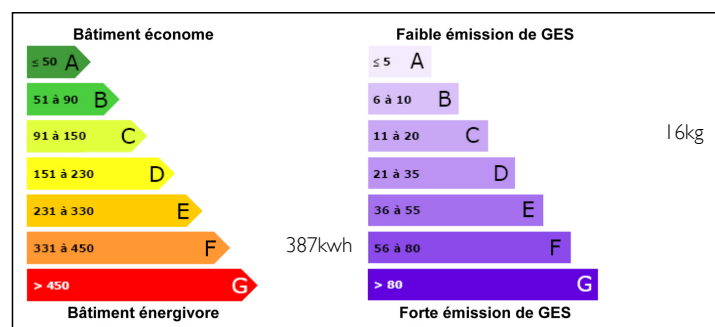 Bâtiment économe
≤ 50 A
51 à 90 B
91 à 150 C
151 à 230 D
231 à 330 E
331 à 450 F
387kwh
> 450 G
Bâtiment énergivore
Faible émission de GES
≤ 5 A
6 à 10 B
11 à 20 C
16kg
21 à 35 D
36 à 55 E
56 à 80 F
> 80 G
Forte émission de GES